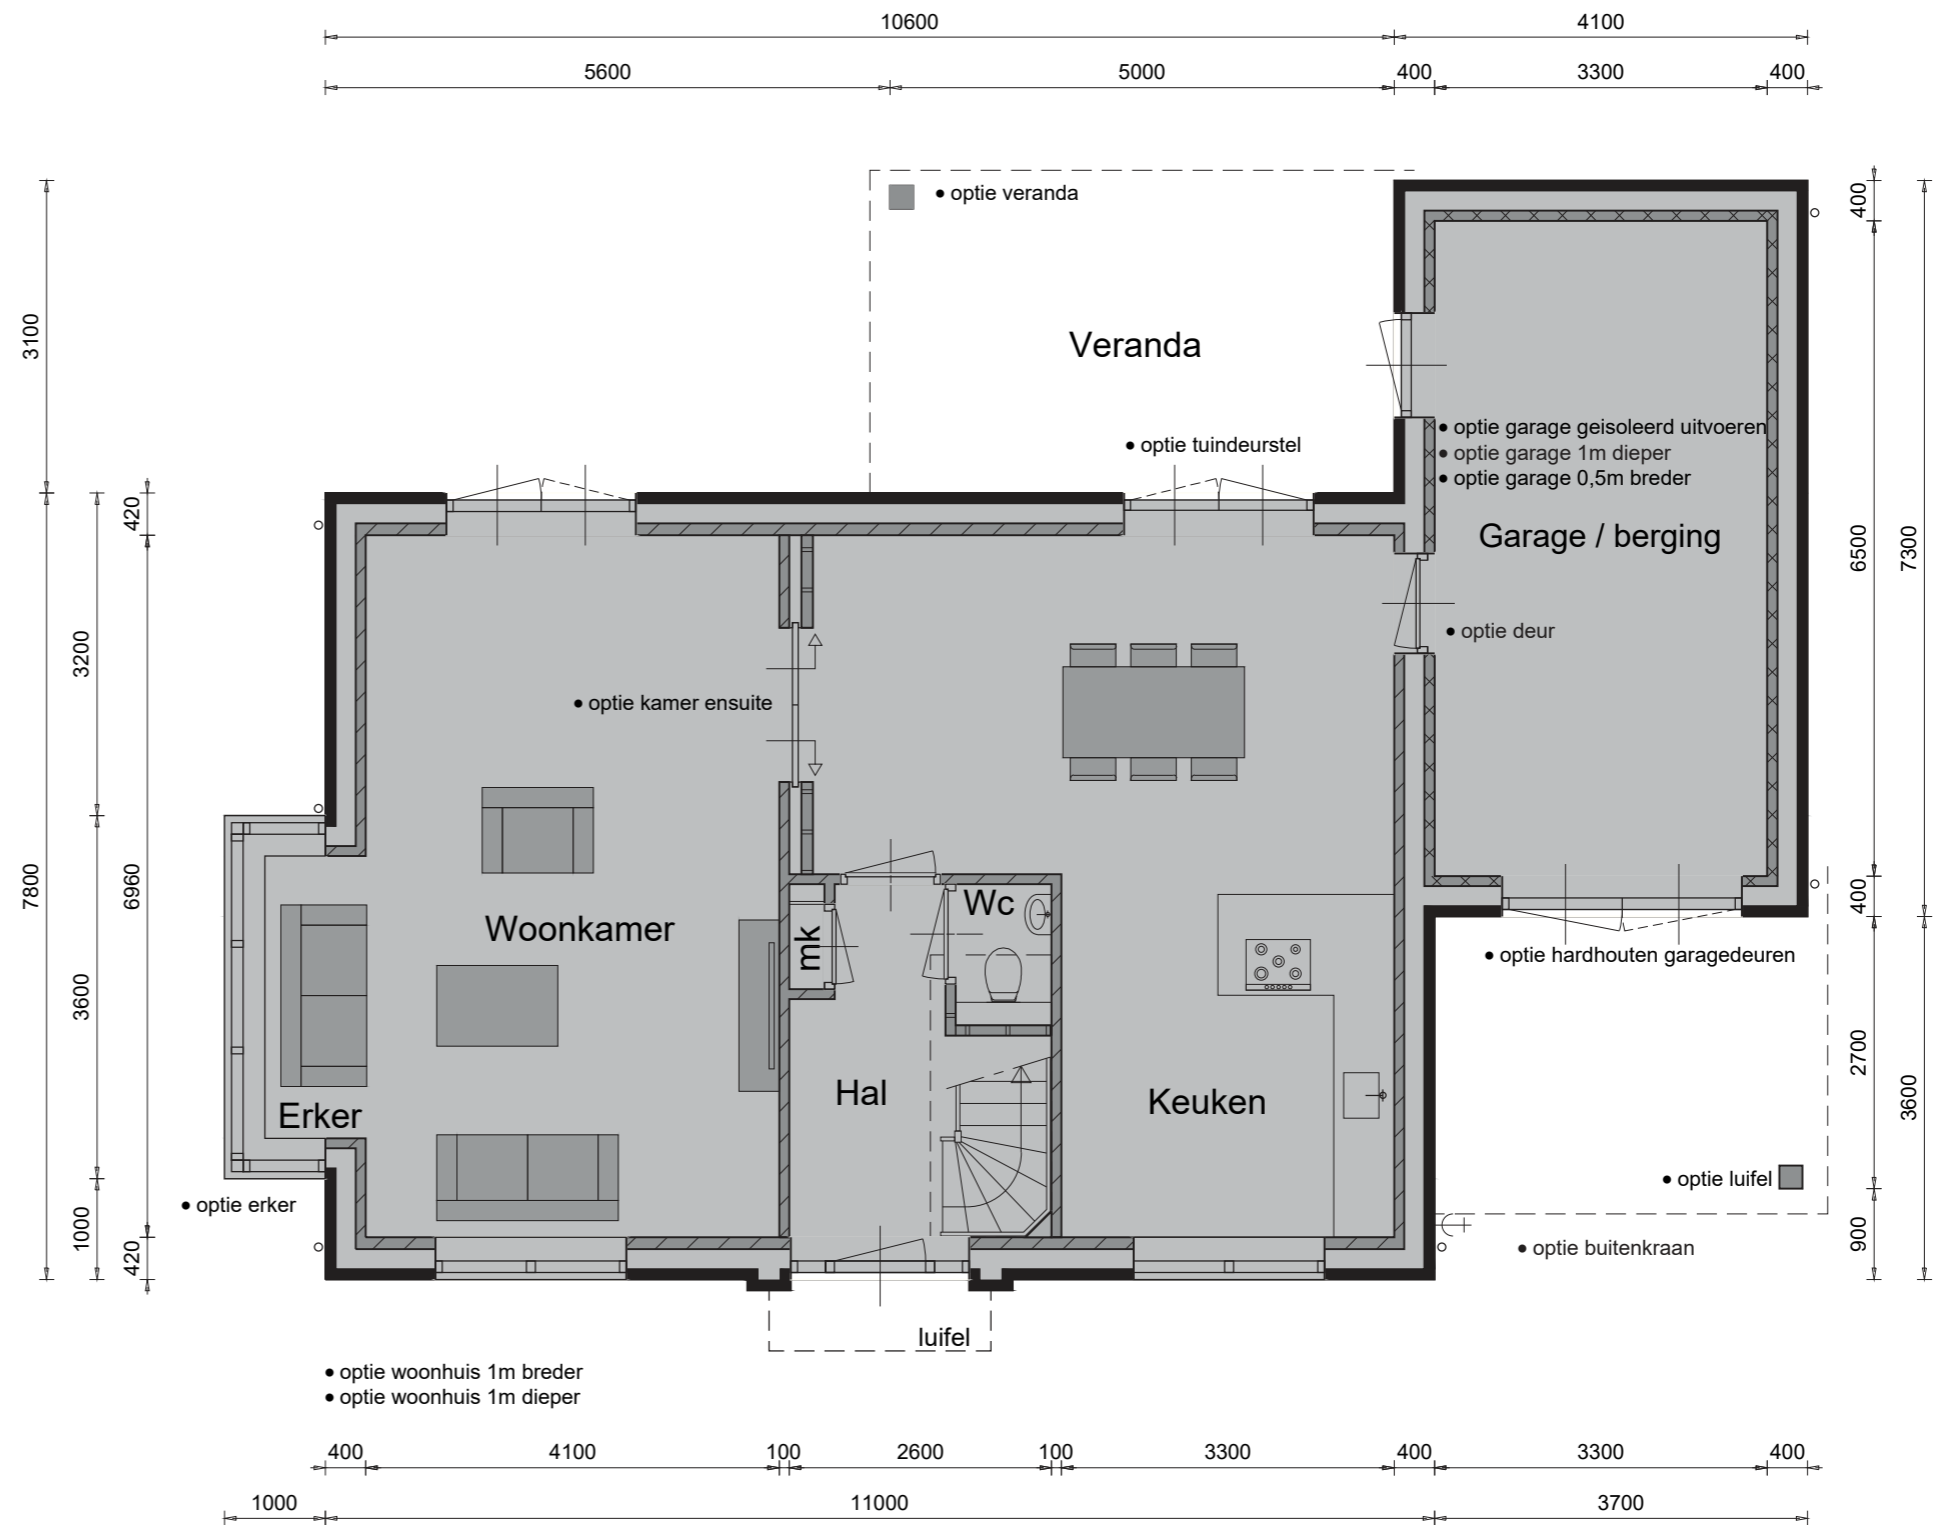 10600
4100
5600
5000
400
3300
400
• optie veranda
400
3100
Veranda
• optie garage geisoleerd uitvoeren
• optie tuindeurstel
• optie garage 1m dieper
• optie garage 0,5m breder
420
Garage / berging
6500
7300
• optie deur
3200
• optie kamer ensuite
7800
6960
400
Wc
Woonkamer
mk
• optie hardhouten garagedeuren
3600
2700
Hal
Keuken
3600
Erker
• optie luifel
• optie erker
1000
420
900
• optie buitenkraan
luifel
• optie woonhuis 1m breder
• optie woonhuis 1m dieper
400
4100
100
2600
100
3300
400
3300
400
1000
11000
3700